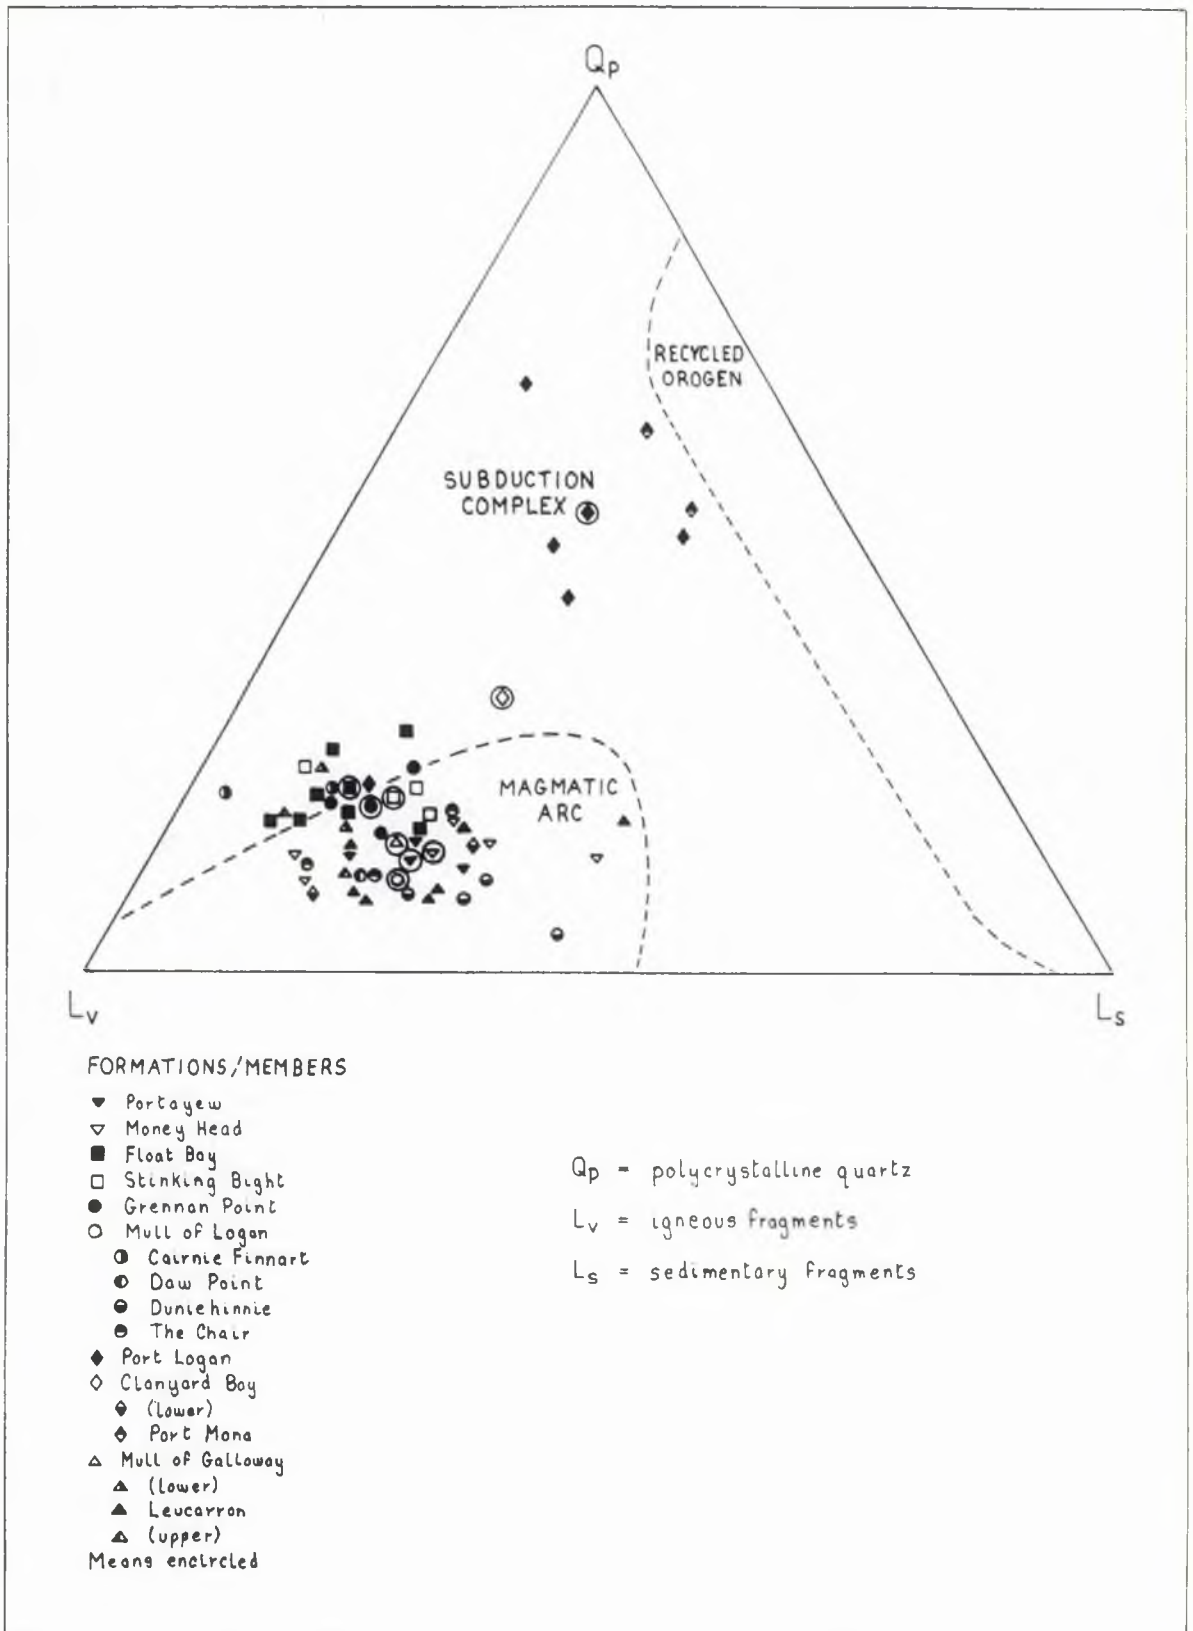 Qp
RECYCLED
OROGEN
SUBDUCTION
COMPLEX
MAGMATIC
ARC
Lv
Ls
FORMATIONS/MEMBERS
Portayew
Money Head
Float Bay
Stinking Bight
Grennan Point
Mull of Logan
Cairnie Finnart
Daw Point
Duniehinnie
The Chair
Port Logan
Clanyard Bay
(lower)
Port Mona
Mull of Galloway
(lower)
Leucarron
(upper)
Means encircled
Qp = polycrystalline quartz
Lv = igneous fragments
Ls = sedimentary fragments